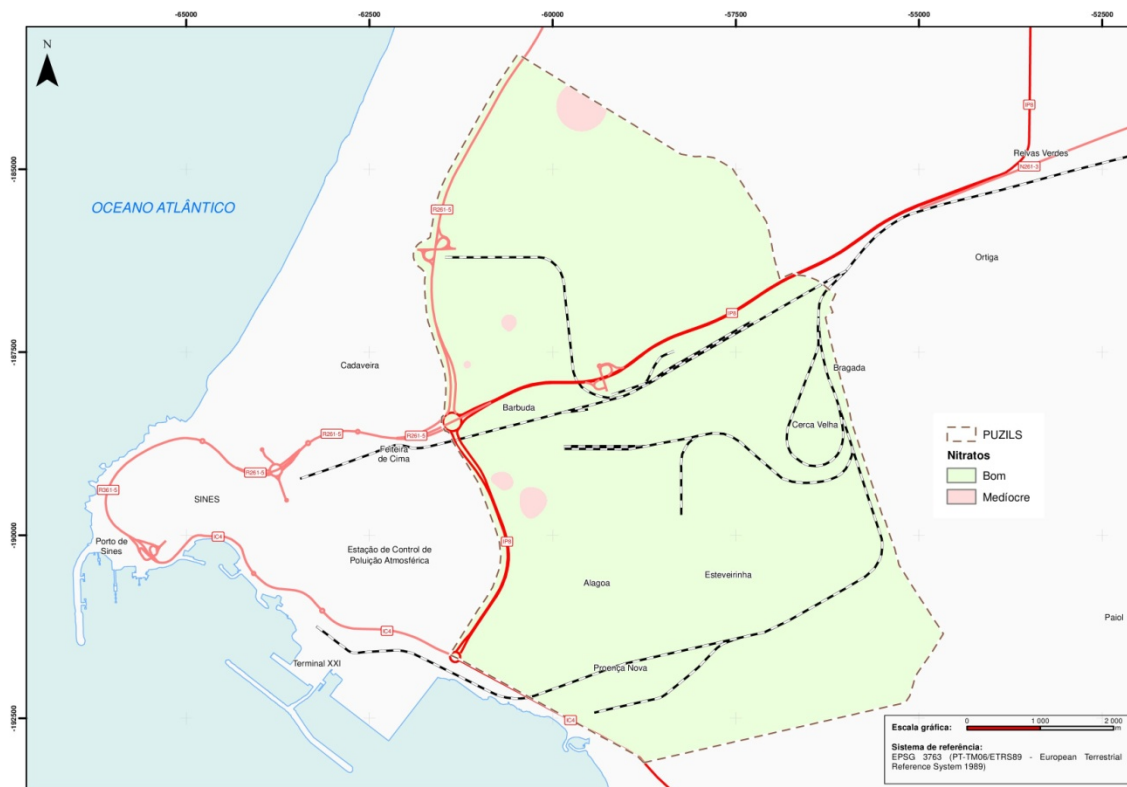 -65000
-62500
-60000
-57500
-55000
-52500
N
IP8
-185000
Relvas Verdes
N261-3
OCEANO ATLÂNTICO
R261-5
Ortiga
IP8
-187500
Cadaveira
Bragada
Barbuda
Cerca Velha
R261-5
R261-5
Feiteira
de Cima
R261-5
R261-5
SINES
PUZILS
Nitratos
Bom
Medíocre
-190000
IC4
Porto de
Sines
IP8
Estação de Control de
Poluição Atmosférica
Alagoa
Esteveirinha
Paiol
IC4
Terminal XXI
Proença Nova
-192500
IC4
Escala gráfica:
0
1 000
2 000
m
Sistema de referência:
EPSG 3763 (PT-TM06/ETRS89 - European Terrestrial
Reference System 1989)